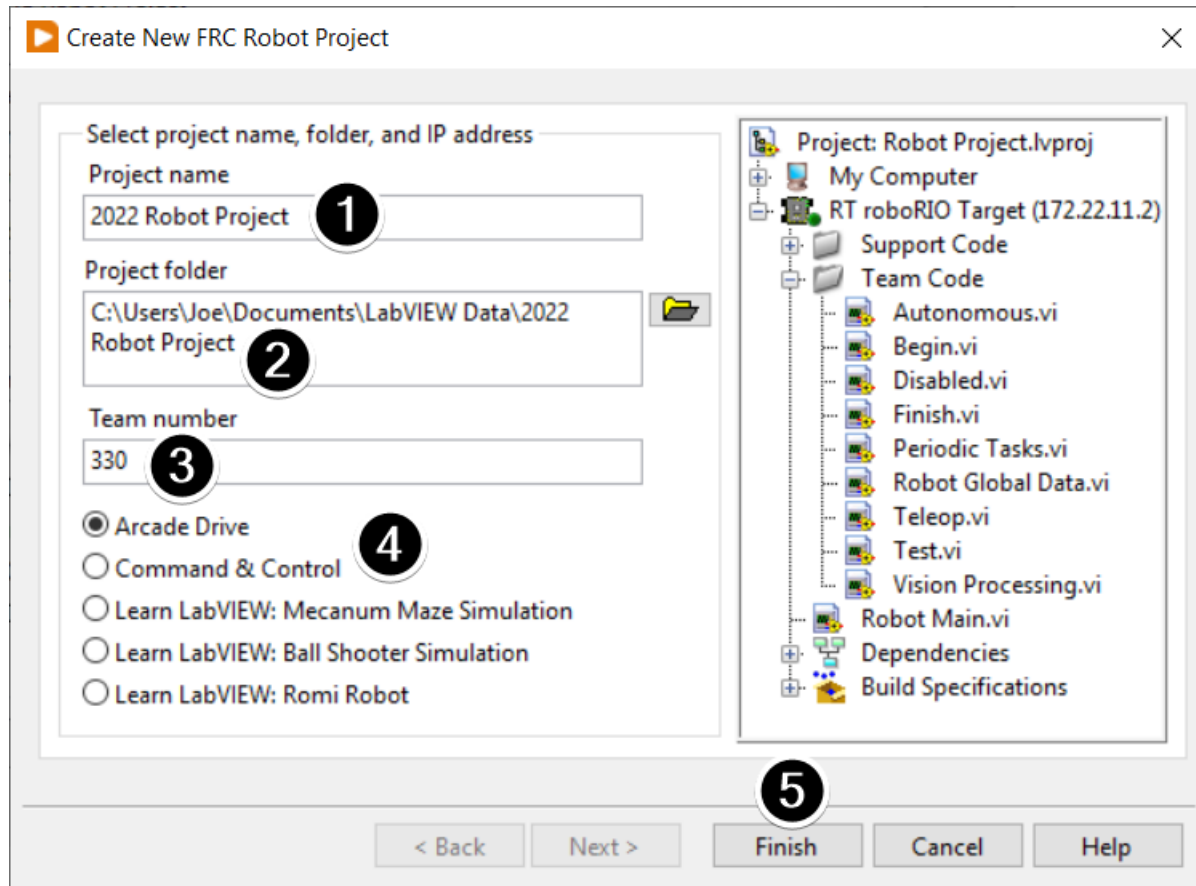 Create New FRC Robot Project
Select project name, folder, and IP address
Project name
2022 Robot Project
1
Project folder
C:\Users\Joe\Documents\LabVIEW Data\2022
Robot Project
2
Team number
330
3
Arcade Drive
4
Command & Control
Learn LabVIEW: Mecanum Maze Simulation
Learn LabVIEW: Ball Shooter Simulation
Learn LabVIEW: Romi Robot
Project: Robot Project.lvproj
My Computer
RT roboRIO Target (172.22.11.2)
Support Code
Team Code
Autonomous.vi
Begin.vi
Disabled.vi
Finish.vi
Periodic Tasks.vi
Robot Global Data.vi
Teleop.vi
Test.vi
Vision Processing.vi
Robot Main.vi
Dependencies
Build Specifications
5
< Back
Next >
Finish
Cancel
Help